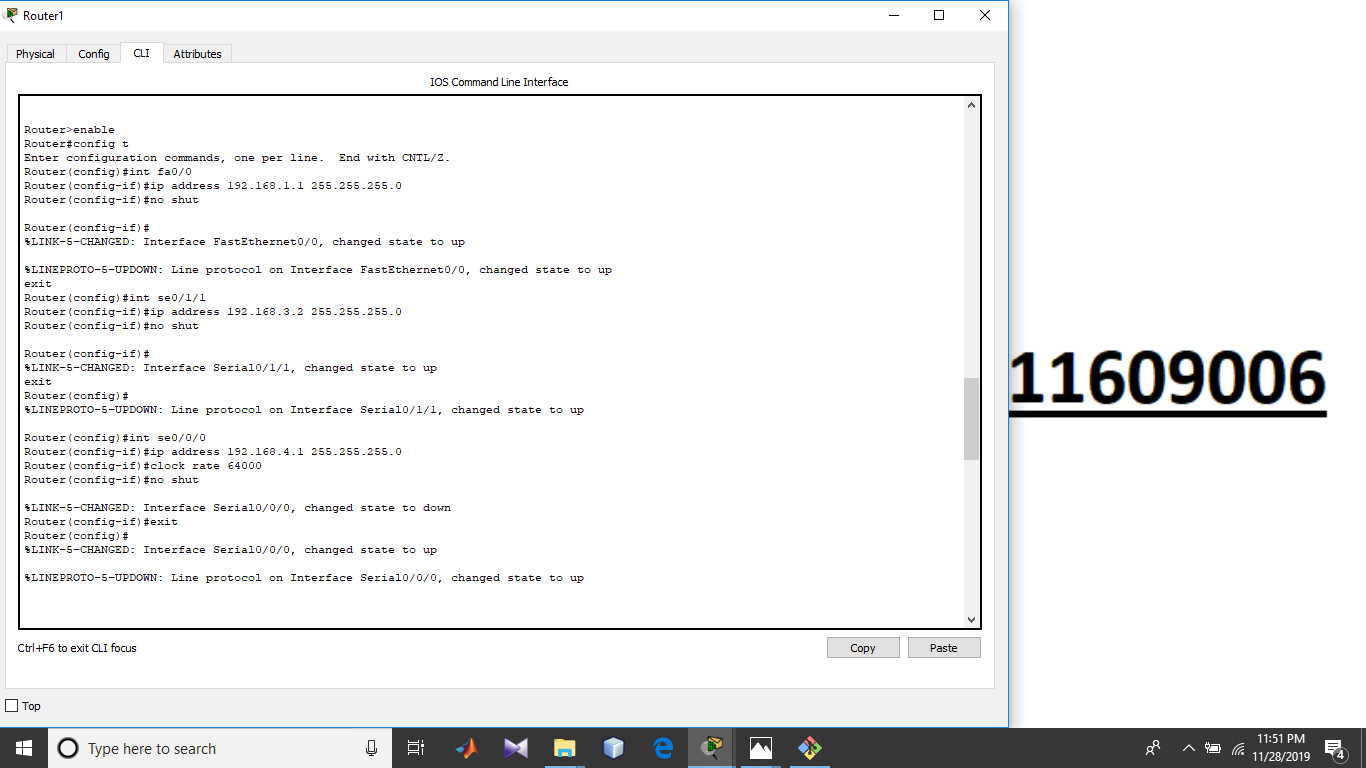 Router1
Physical Config CLI Attributes
IOS Command Line Interface
Router>enable
Router#config t
Enter configuration commands, one per line.  End with CNTL/Z.
Router(config)#int fa0/0
Router(config-if)#ip address 192.168.1.1 255.255.255.0
Router(config-if)#no shut
Router(config-if)#
%LINK-5-CHANGED: Interface FastEthernet0/0, changed state to up
%LINEPROTO-5-UPDOWN: Line protocol on Interface FastEthernet0/0, changed state to up
exit
Router(config)#int se0/1/1
Router(config-if)#ip address 192.168.3.2 255.255.255.0
Router(config-if)#no shut
Router(config-if)#
%LINK-5-CHANGED: Interface Serial0/1/1, changed state to up
exit
Router(config)#
%LINEPROTO-5-UPDOWN: Line protocol on Interface Serial0/1/1, changed state to up
Router(config)#int se0/0/0
Router(config-if)#ip address 192.168.4.1 255.255.255.0
Router(config-if)#clock rate 64000
Router(config-if)#no shut
%LINK-5-CHANGED: Interface Serial0/0/0, changed state to down
Router(config-if)#exit
Router(config)#
%LINK-5-CHANGED: Interface Serial0/0/0, changed state to up
%LINEPROTO-5-UPDOWN: Line protocol on Interface Serial0/0/0, changed state to up
Ctrl+F6 to exit CLI focus
Copy Paste
Top
11609006
Type here to search
11:51 PM
11/28/2019
4